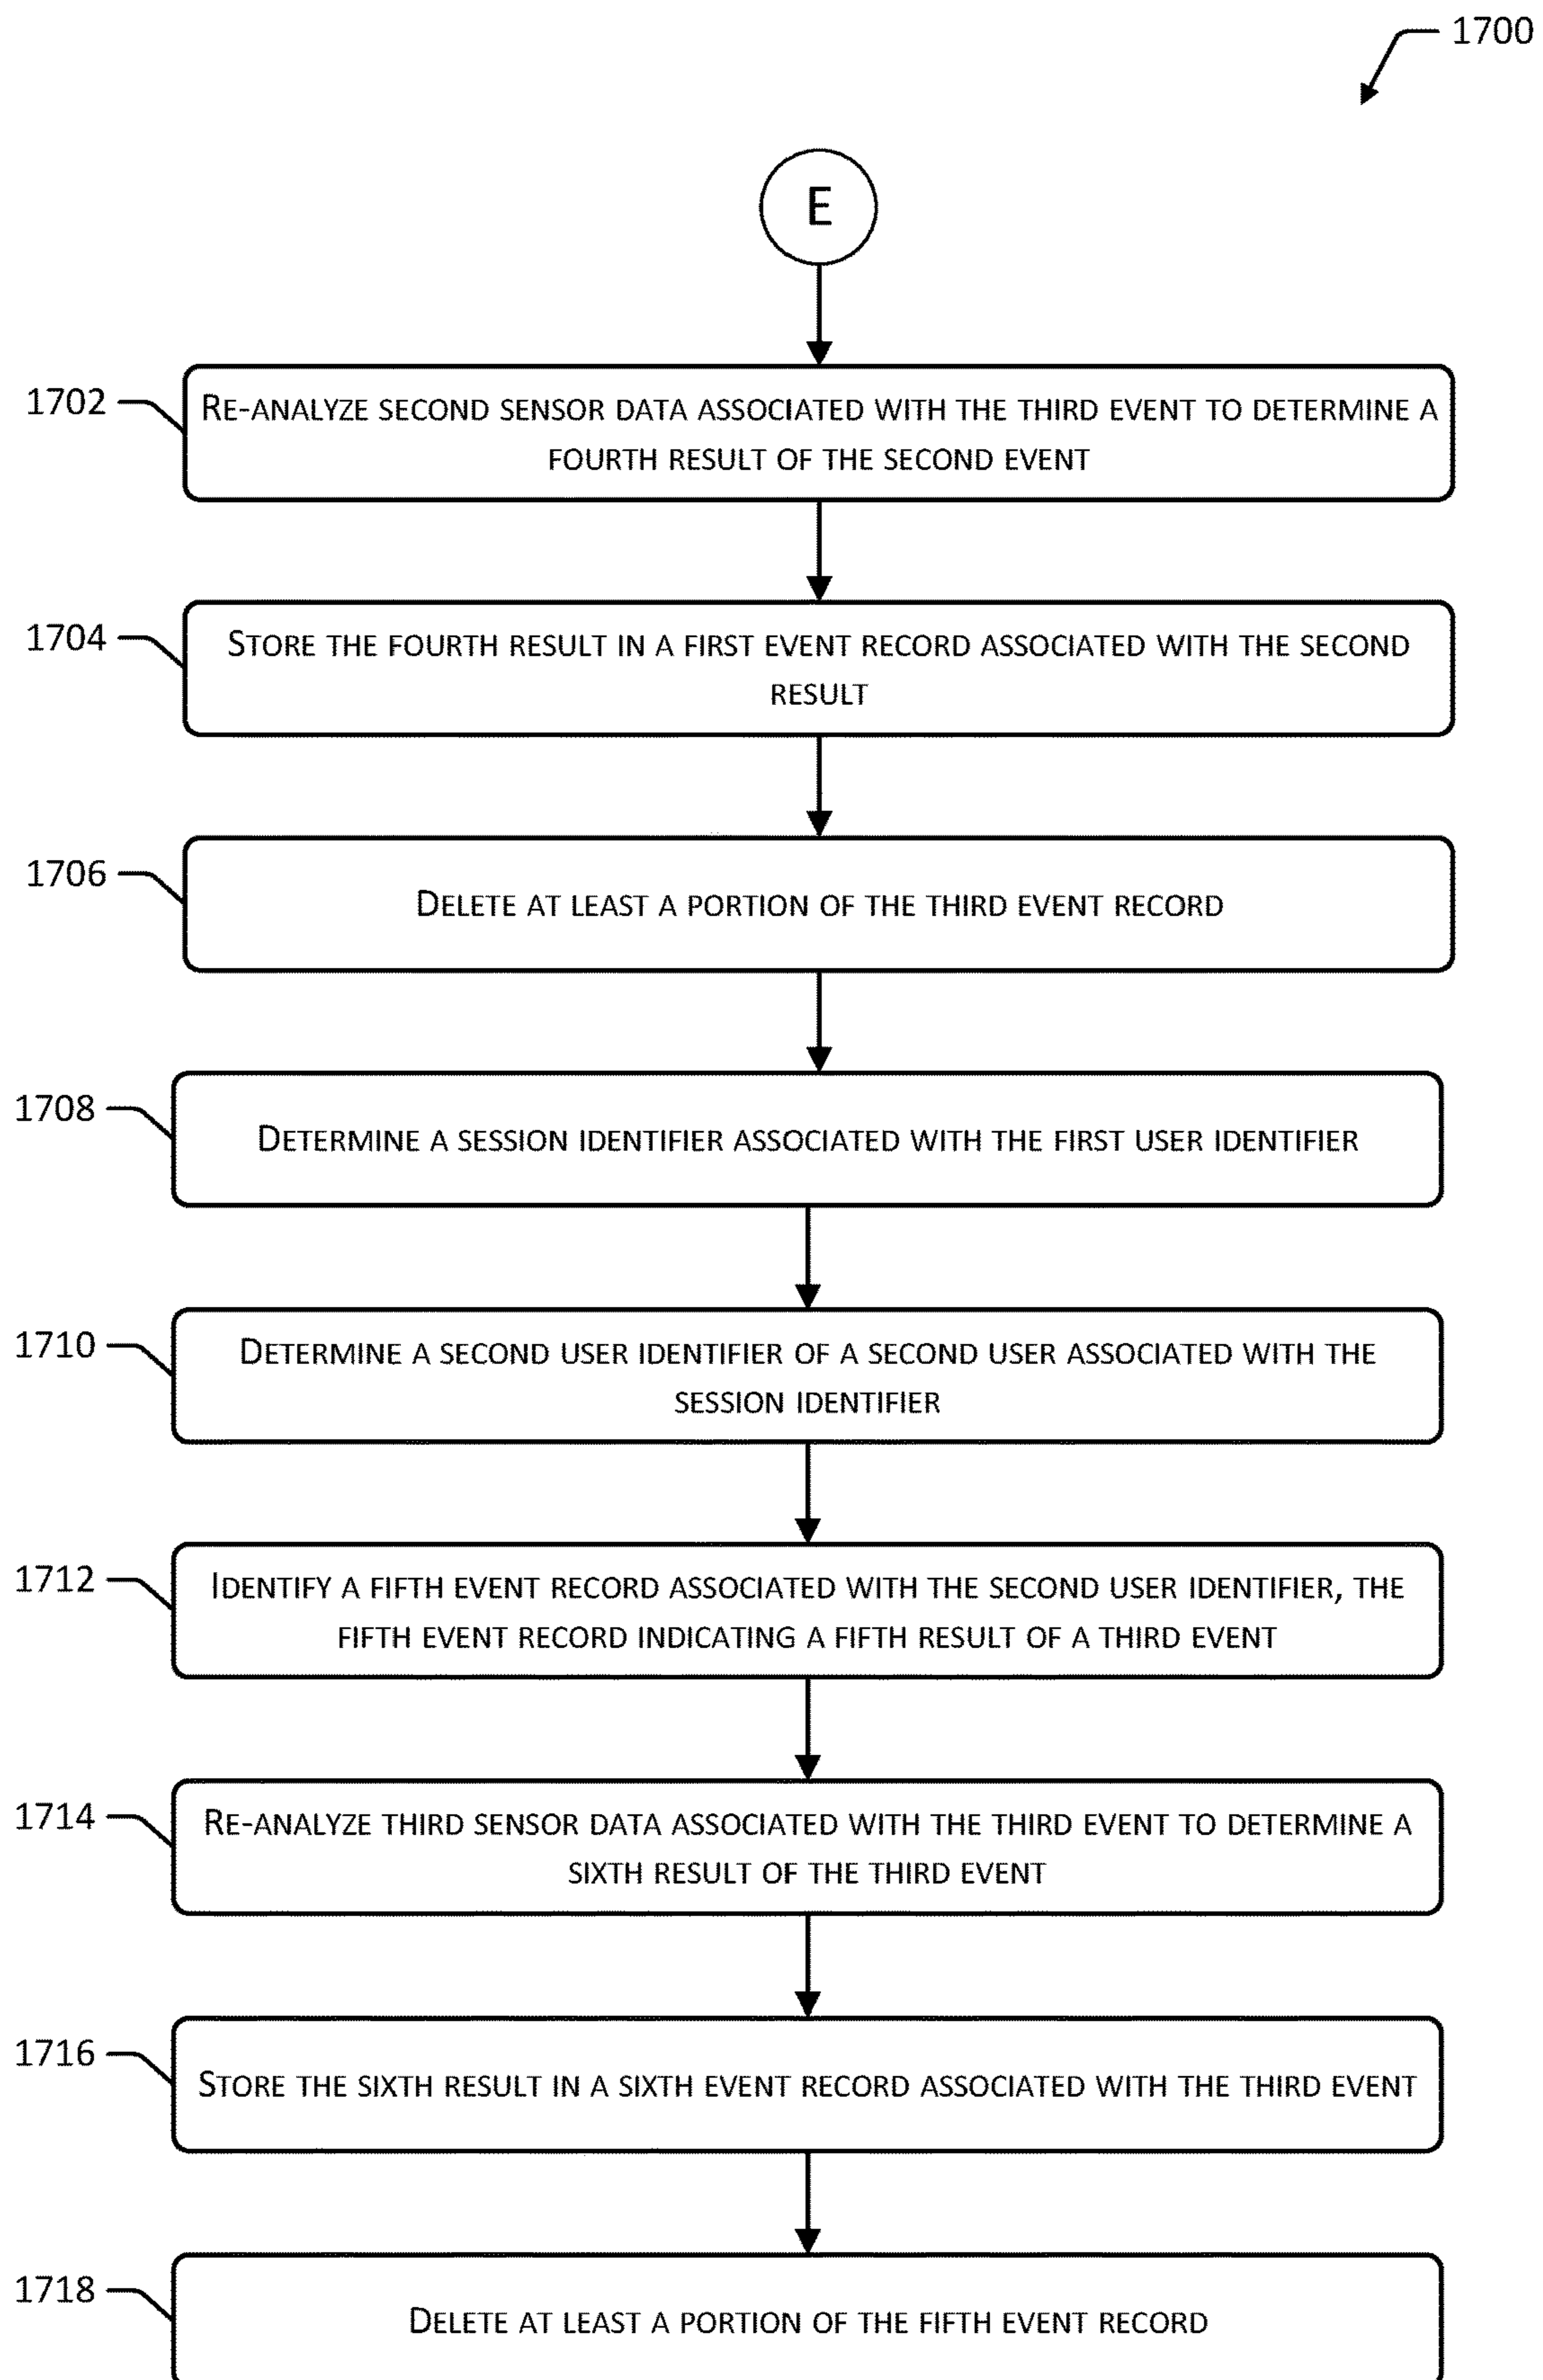 1700
E
1702
RE-ANALYZE SECOND SENSOR DATA ASSOCIATED WITH THE THIRD EVENT TO DETERMINE A
FOURTH RESULT OF THE SECOND EVENT
1704
STORE THE FOURTH RESULT IN A FIRST EVENT RECORD ASSOCIATED WITH THE SECOND
RESULT
1706
DELETE AT LEAST A PORTION OF THE THIRD EVENT RECORD
1708
DETERMINE A SESSION IDENTIFIER ASSOCIATED WITH THE FIRST USER IDENTIFIER
1710
DETERMINE A SECOND USER IDENTIFIER OF A SECOND USER ASSOCIATED WITH THE
SESSION IDENTIFIER
1712
IDENTIFY A FIFTH EVENT RECORD ASSOCIATED WITH THE SECOND USER IDENTIFIER, THE
FIFTH EVENT RECORD INDICATING A FIFTH RESULT OF A THIRD EVENT
1714
RE-ANALYZE THIRD SENSOR DATA ASSOCIATED WITH THE THIRD EVENT TO DETERMINE A
SIXTH RESULT OF THE THIRD EVENT
1716
STORE THE SIXTH RESULT IN A SIXTH EVENT RECORD ASSOCIATED WITH THE THIRD EVENT
1718
DELETE AT LEAST A PORTION OF THE FIFTH EVENT RECORD